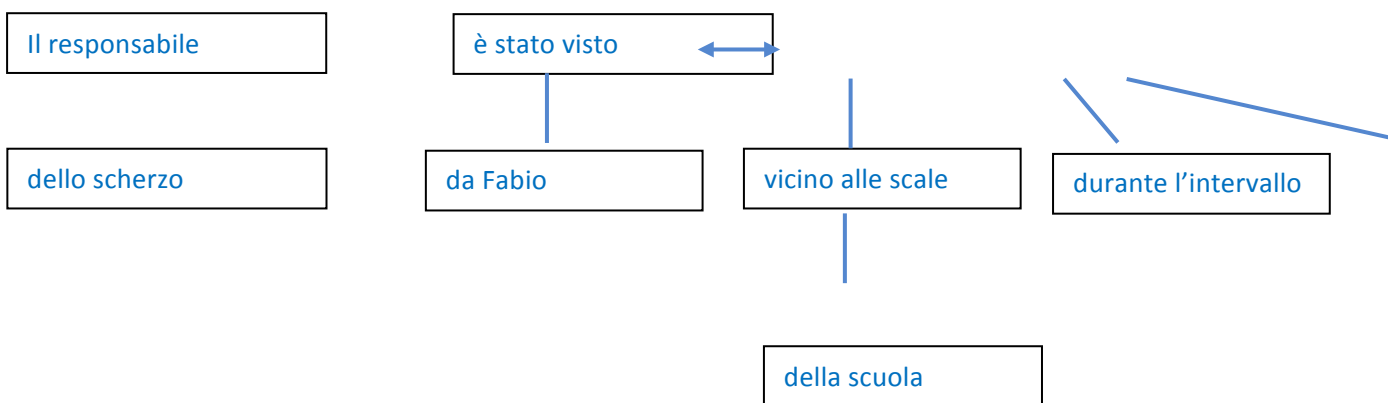 Il responsabile
è stato visto
dello scherzo
da Fabio
vicino alle scale
durante l’intervallo
della scuola